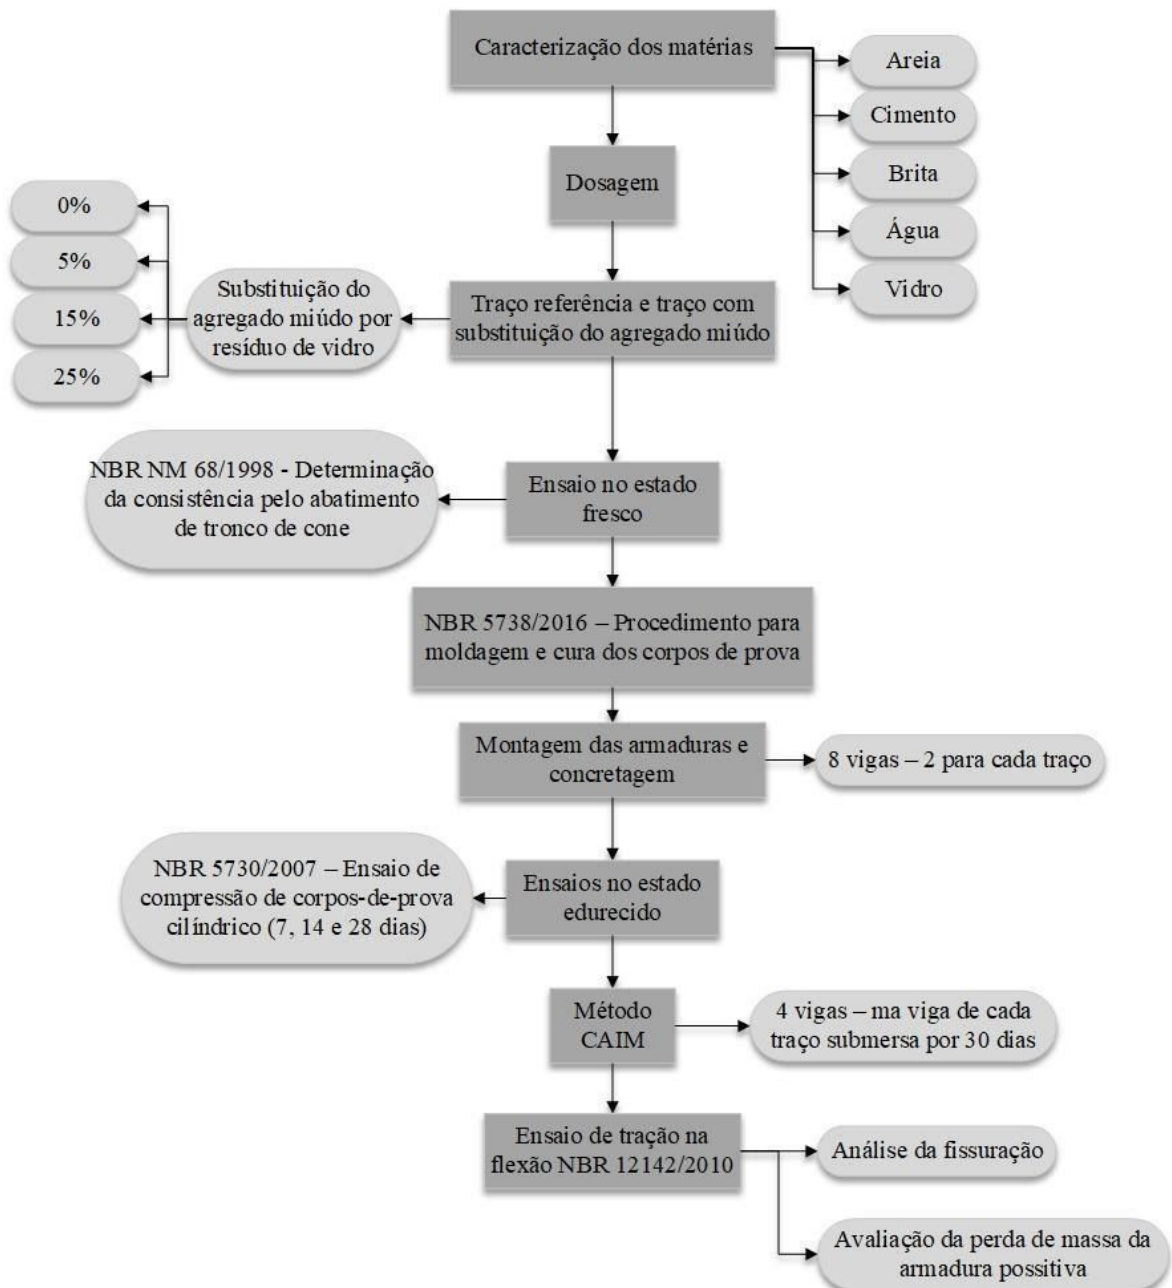 Caracterização dos matérias
Areia
Cimento
Brita
Água
Vidro
Dosagem
0%
5%
15%
25%
Substituição do
agregado miúdo por
resíduo de vidro
Traço referência e traço com
substituição do agregado miúdo
NBR NM 68/1998 - Determinação
da consistência pelo abatimento
de tronco de cone
Ensaio no estado
fresco
NBR 5738/2016 – Procedimento para
moldagem e cura dos corpos de prova
Montagem das armaduras e
concretagem
8 vigas – 2 para cada traço
NBR 5730/2007 – Ensaio de
compressão de corpos-de-prova
cilíndrico (7, 14 e 28 dias)
Ensaios no estado
edurecido
Método
CAIM
4 vigas – ma viga de cada
traço submersa por 30 dias
Ensaio de tração na
flexão NBR 12142/2010
Análise da fissuração
Avaliação da perda de massa da
armadura possitiva